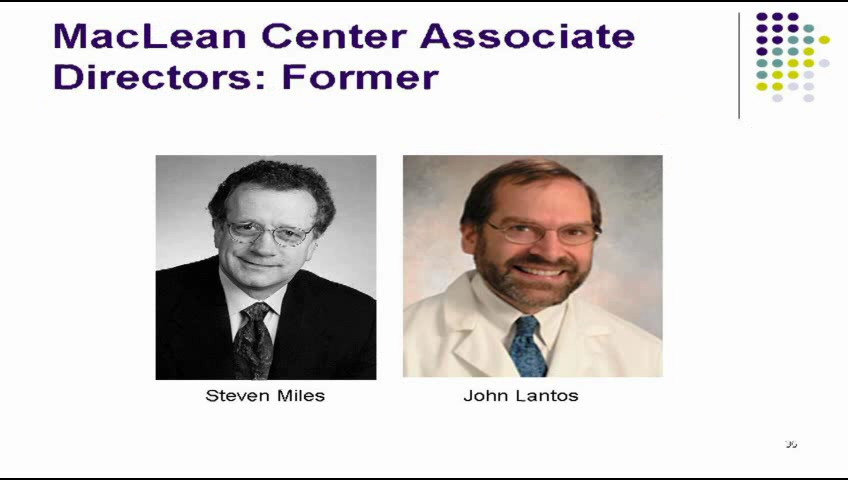 MacLean Center Associate
Directors: Former
Steven Miles
John Lantos